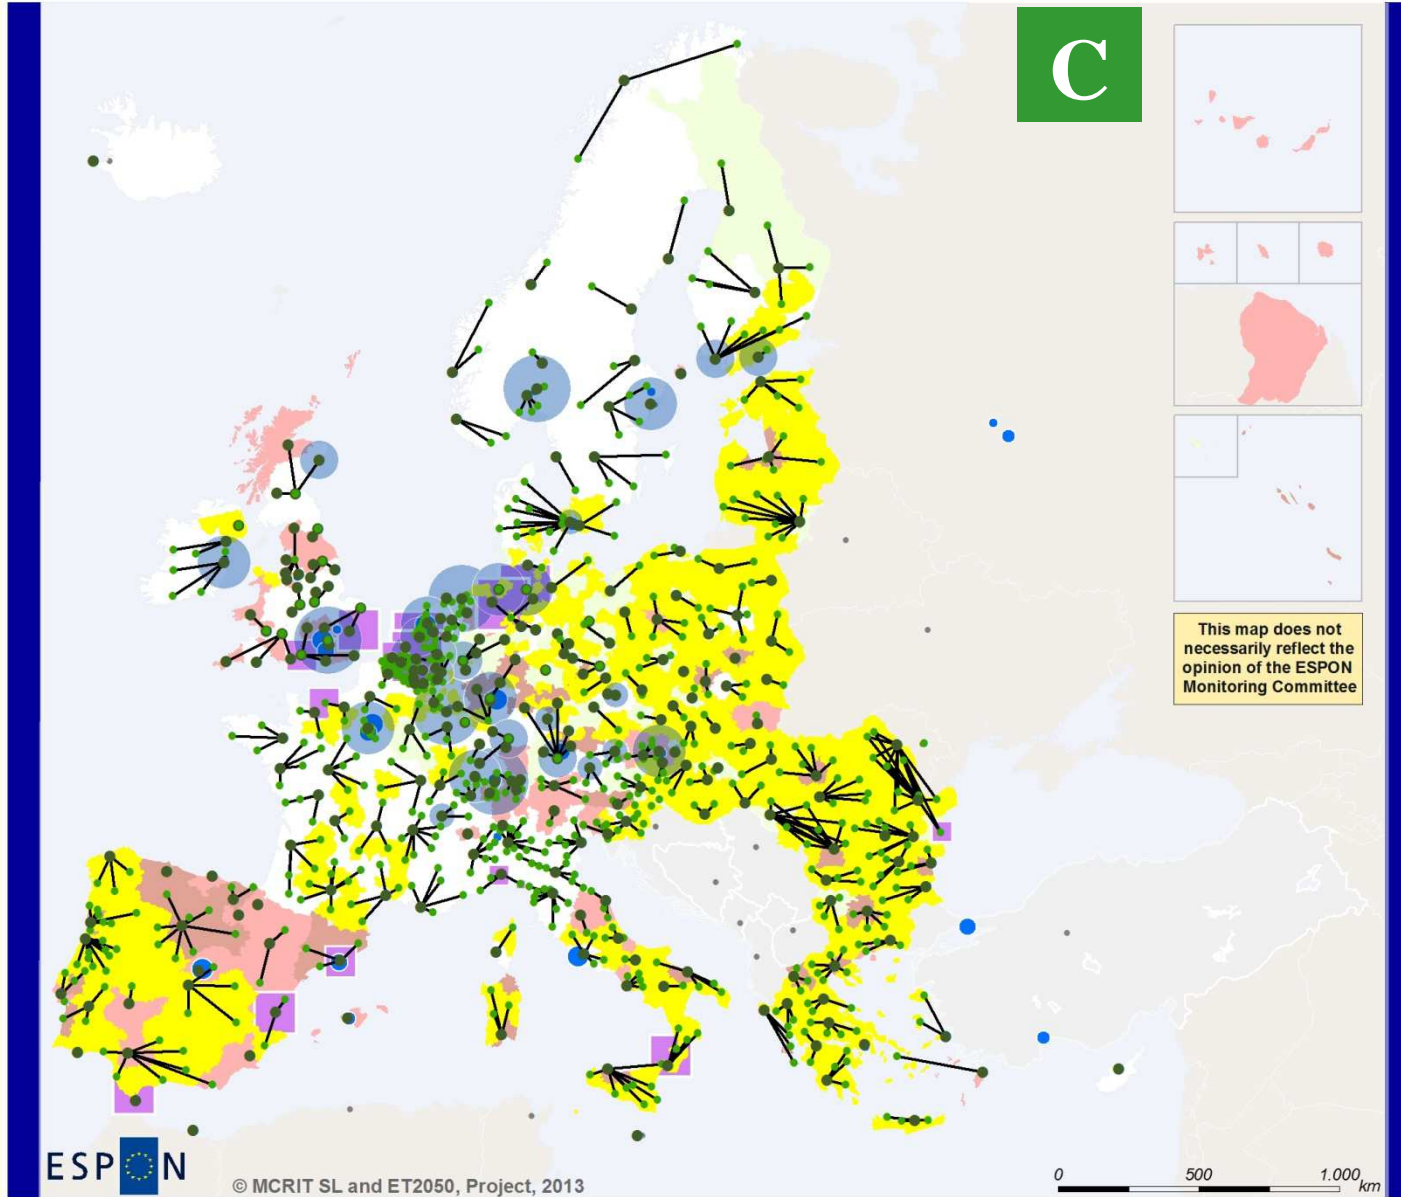 C
This map does not
necessarily reflect the
opinion of the ESPON
Monitoring Committee
ESPON
© MCRIT SL and ET2050, Project, 2013
0 500 1.000
km